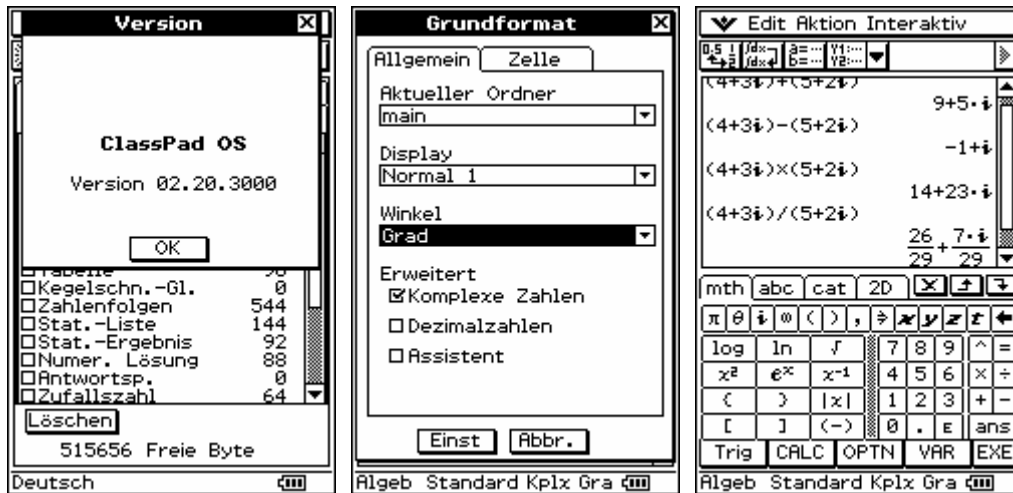 Version
ClassPad OS
Version 02.20.3000
OK
Kegelschn.-Gl. 0
Zahlenfolgen 544
Stat.-Liste 144
Stat.-Ergebnis 92
Numer. Lösung 88
Antwortsp. 0
Zufallszahl 64
Löschen
515656 Freie Byte
Deutsch
Grundformat
Allgemein Zelle
Aktueller Ordner
main
Display
Normal 1
Winkel
Grad
Erweitert
Komplexe Zahlen
Dezimalzahlen
Assistent
Einst Abbr.
Algeb Standard Kplx Gra
Edit Aktion Interaktiv
(4+3i)+(5+2i)
9+5·i
(4+3i)-(5+2i)
-1+i
(4+3i)×(5+2i)
14+23·i
(4+3i)/(5+2i)
26/29+7·i/29
mth abc cat 2D
π θ i ∞ ( ) , ⇒ x y z t ←
log ln √ 7 8 9 ^ =
x² eˣ x⁻¹ 4 5 6 × ÷
( ) |x| 1 2 3 + -
[ ] (-) 0 . E ans
Trig CALC OPTN VAR EXE
Algeb Standard Kplx Gra